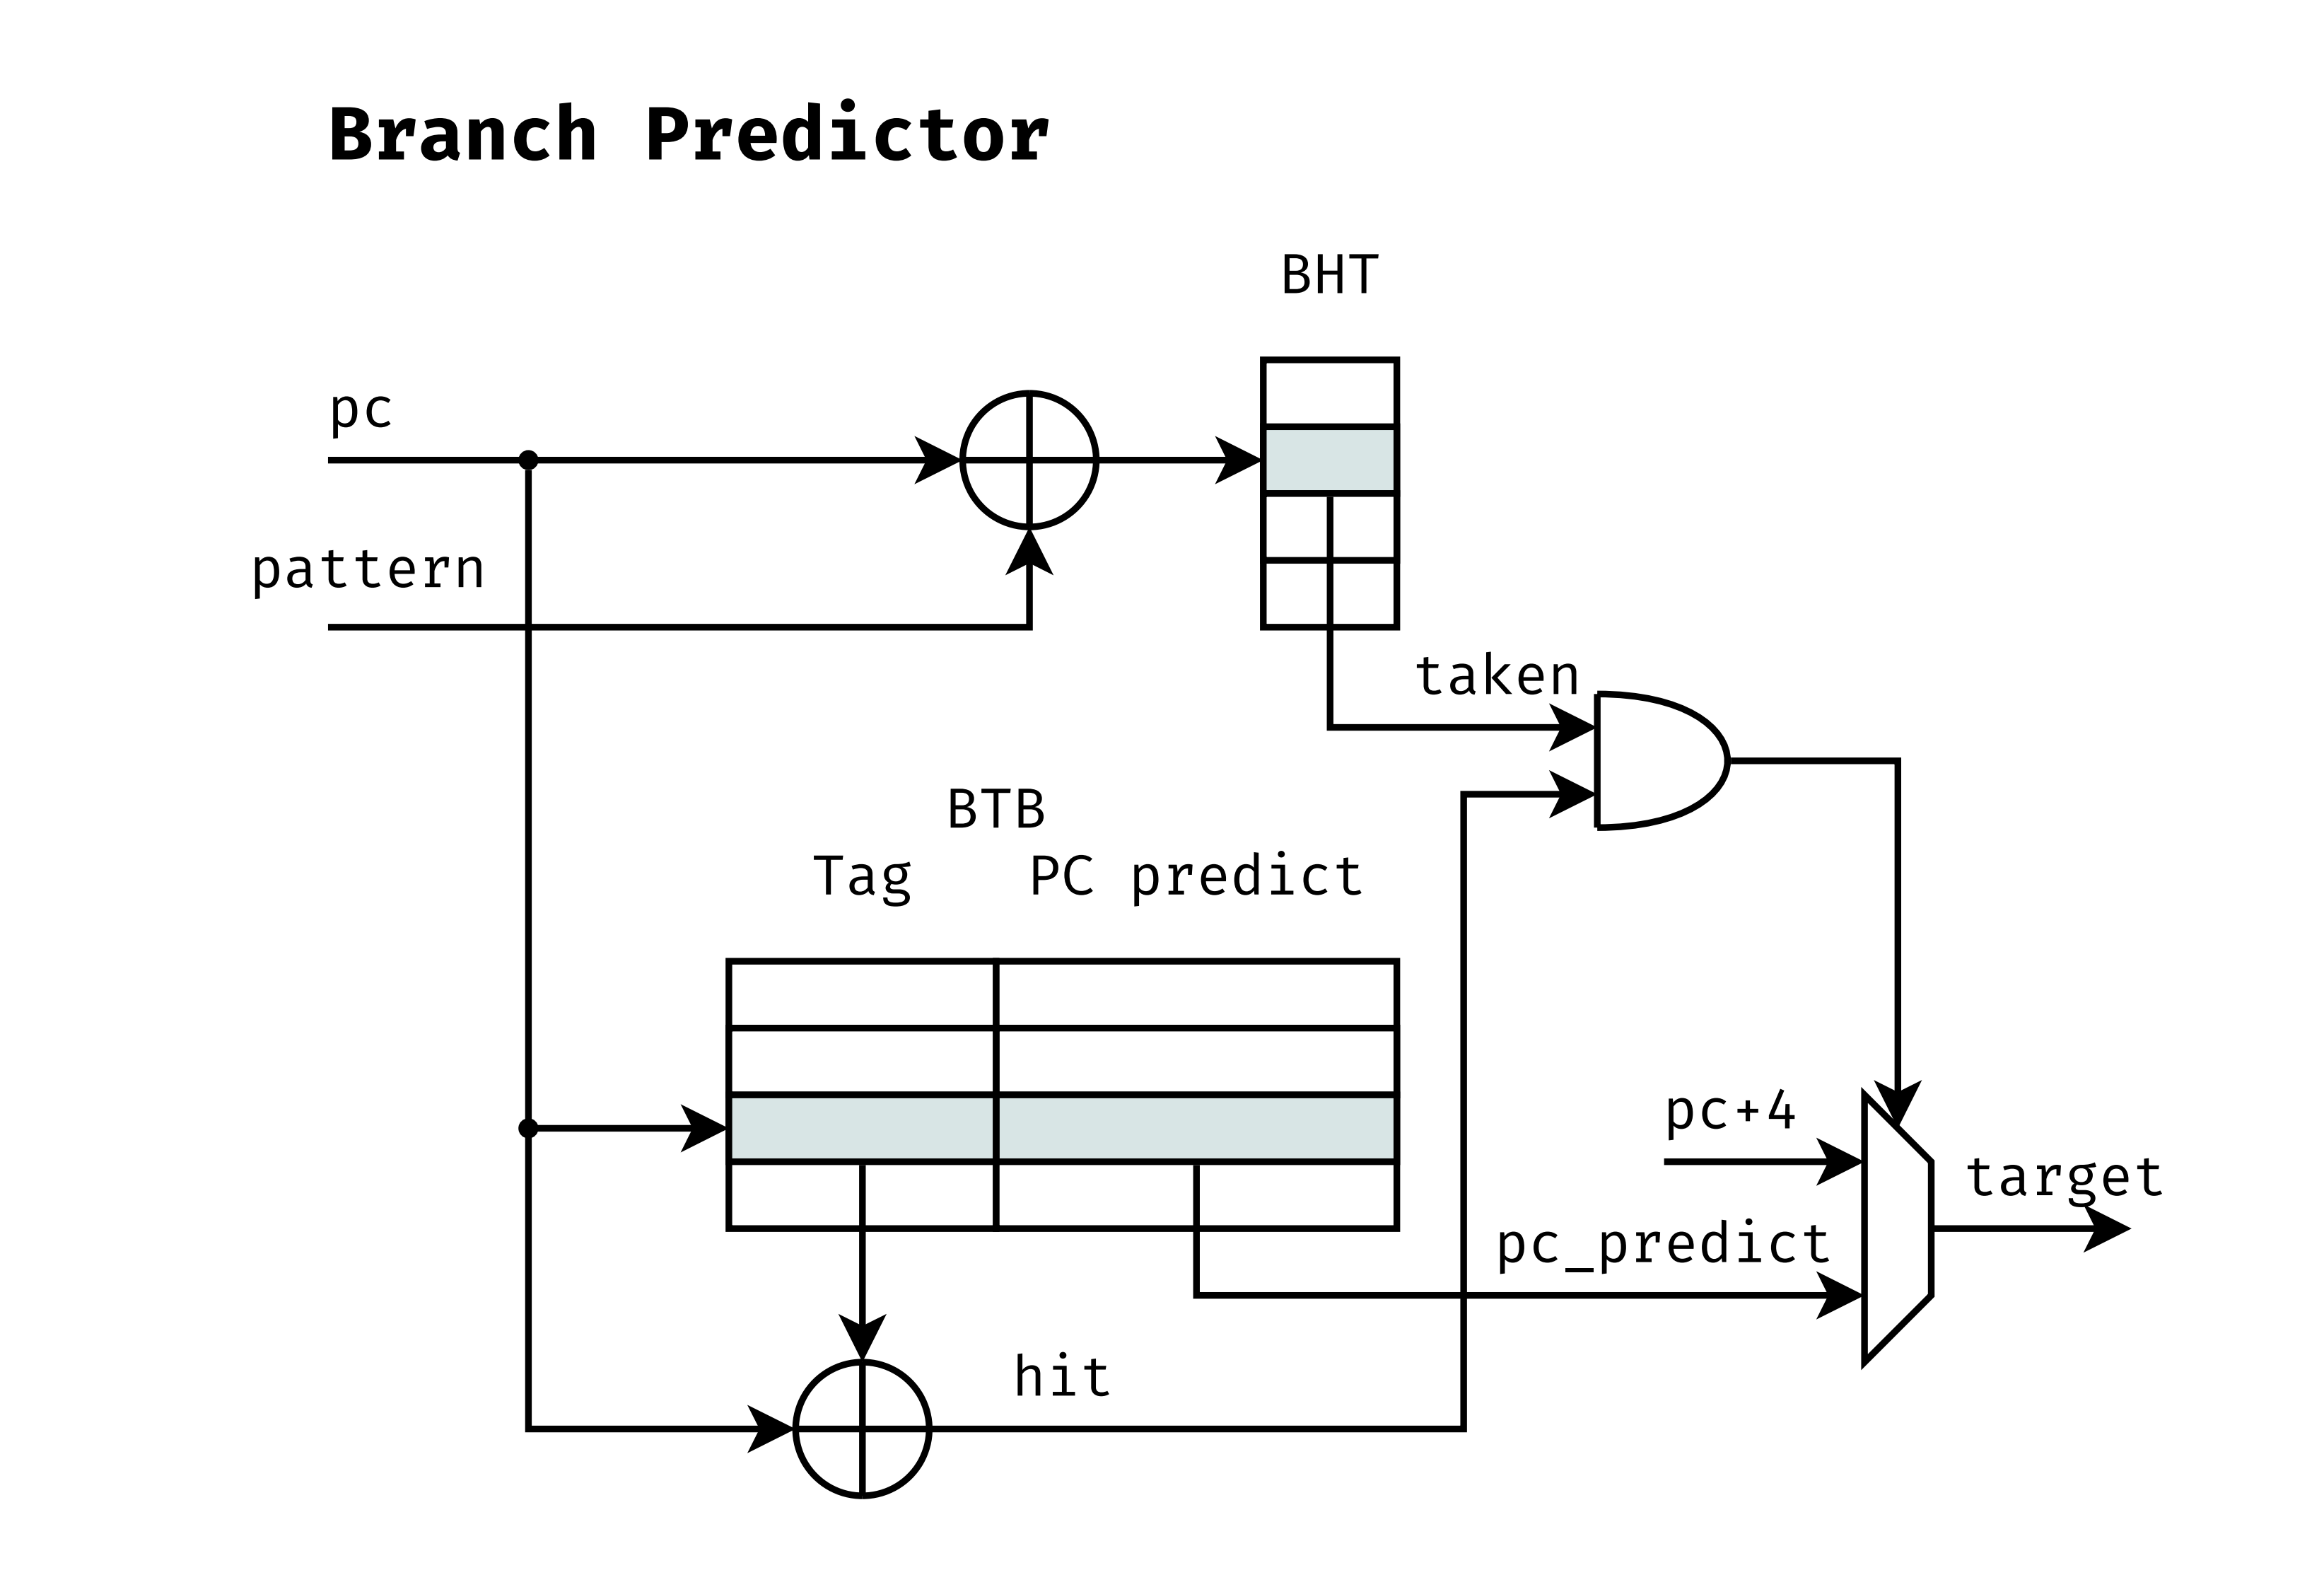 Branch Predictor
BHT
pc
pattern
taken
BTB
Tag PC predict
pc+4
target
pc_predict
hit